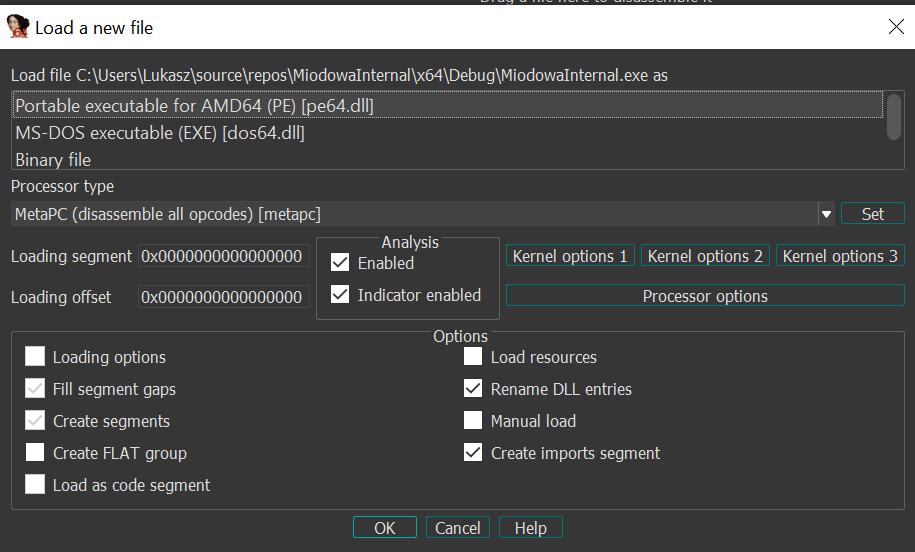 Drag a file here to disassemble it
Load a new file
Load file C:\Users\Lukasz\source\repos\MiodowaInternal\x64\Debug\MiodowaInternal.exe as
Portable executable for AMD64 (PE) [pe64.dll]
MS-DOS executable (EXE) [dos64.dll]
Binary file
Processor type
MetaPC (disassemble all opcodes) [metapc]
Set
Loading segment 0x0000000000000000
Loading offset 0x0000000000000000
Analysis
Enabled
Indicator enabled
Kernel options 1 Kernel options 2 Kernel options 3
Processor options
Options
Loading options
Fill segment gaps
Create segments
Create FLAT group
Load as code segment
Load resources
Rename DLL entries
Manual load
Create imports segment
OK Cancel Help